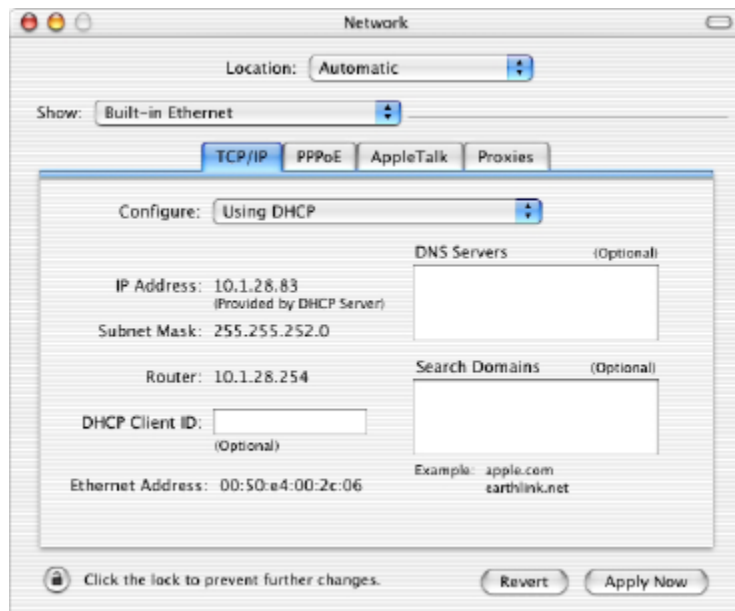 Network
Location: Automatic
Show: Built-in Ethernet
TCP/IP PPPoE AppleTalk Proxies
Configure: Using DHCP
DNS Servers (Optional)
IP Address: 10.1.28.83
(Provided by DHCP Server)
Subnet Mask: 255.255.252.0
Router: 10.1.28.254
Search Domains (Optional)
DHCP Client ID:
(Optional)
Example: apple.com
earthlink.net
Ethernet Address: 00:50:e4:00:2c:06
Click the lock to prevent further changes.
Revert Apply Now